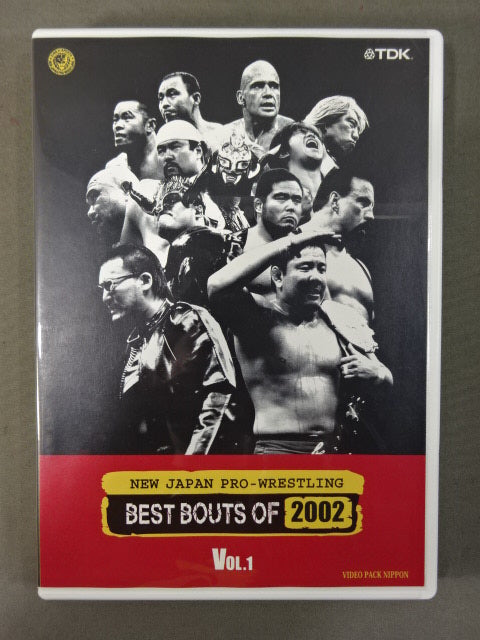 TDK
NEW JAPAN PRO-WRESTLING
BEST BOUTS OF 2002
VOL.1
VIDEO PACK NIPPON